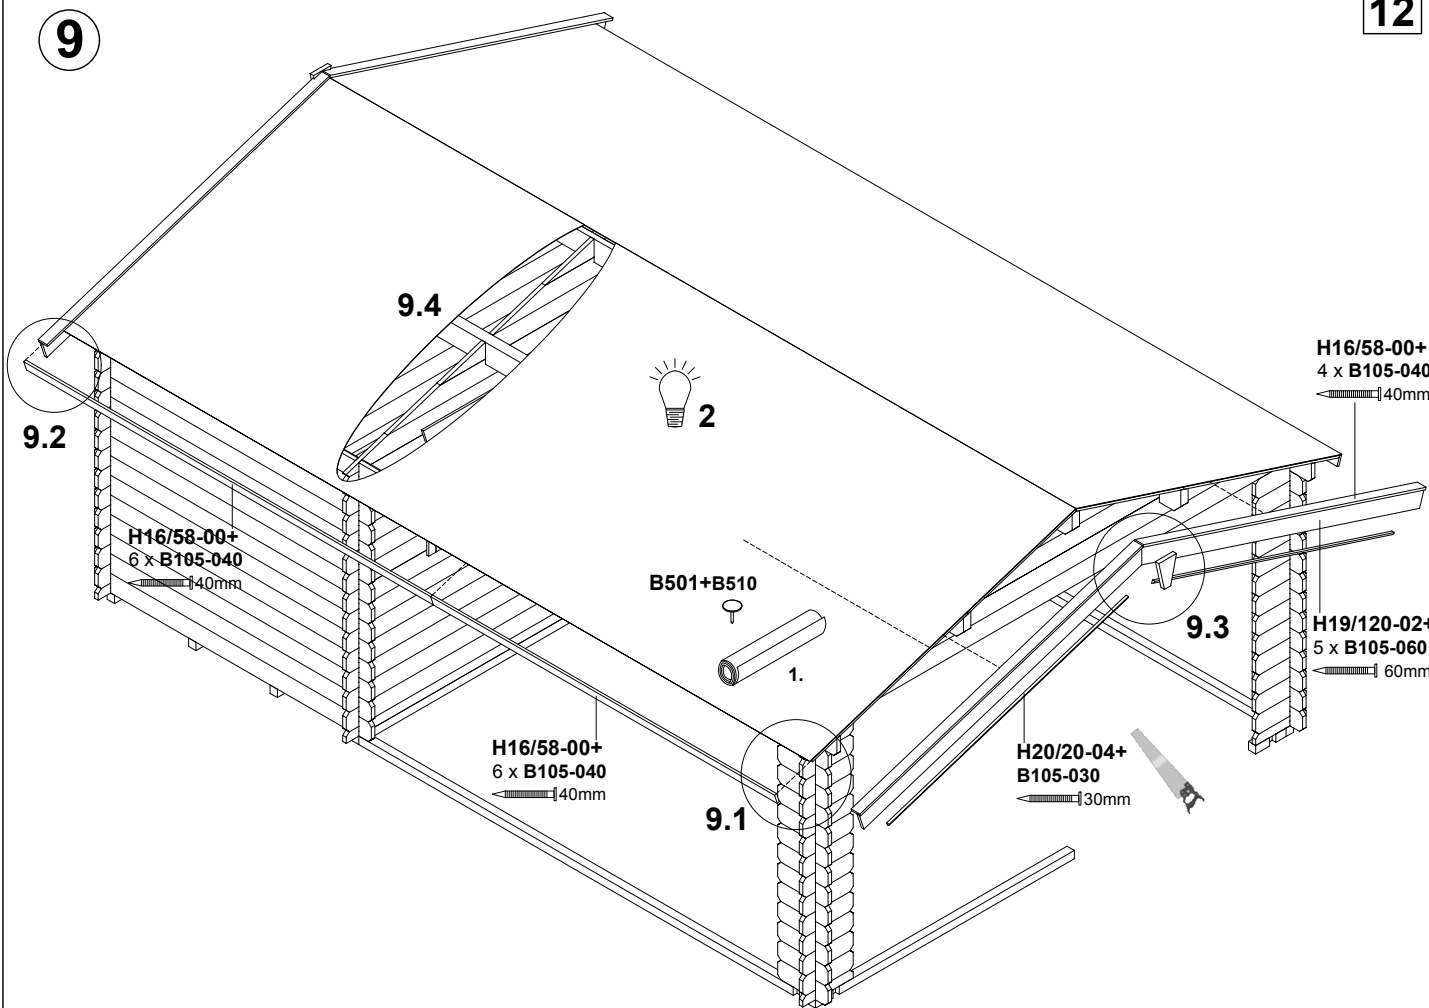 9
12
9.4
H16/58-00+
4 x B105-040
40mm
2
9.2
H16/58-00+
6 x B105-040
40mm
B501+B510
1.
9.3
H19/120-02+
5 x B105-060
60mm
H16/58-00+
6 x B105-040
40mm
H20/20-04+
B105-030
30mm
9.1